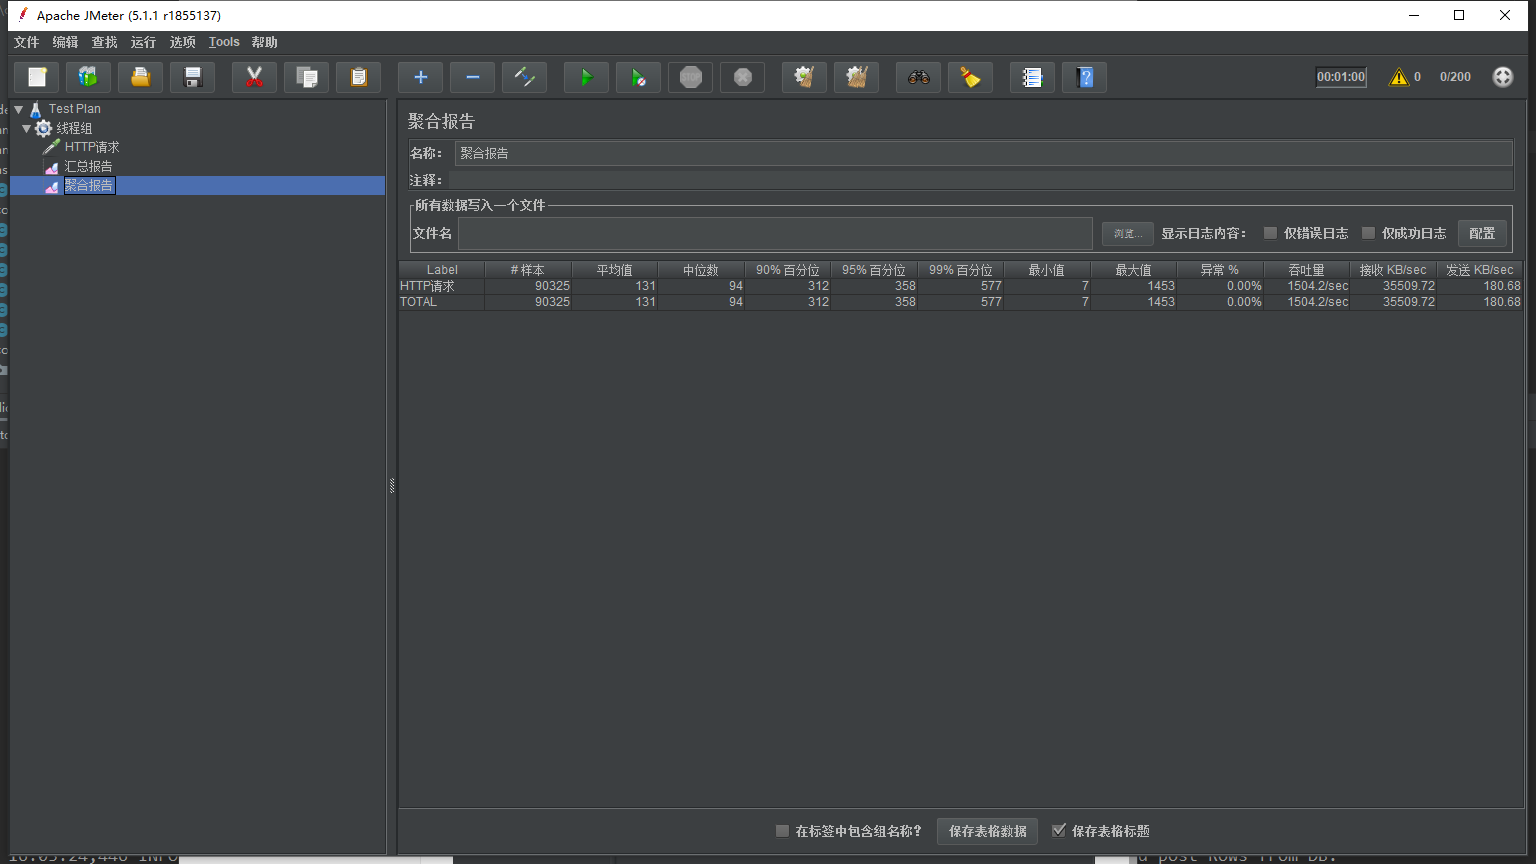 Apache JMeter (5.1.1 r1855137)
文件 编辑 查找 运行 选项 Tools 帮助
STOP 00:01:00 0 0/200
Test Plan
线程组
HTTP请求
汇总报告
聚合报告
聚合报告
名称： 聚合报告
注释：
所有数据写入一个文件
文件名 浏览... 显示日志内容： 仅错误日志 仅成功日志 配置
Label # 样本 平均值 中位数 90% 百分位 95% 百分位 99% 百分位 最小值 最大值 异常 % 吞吐量 接收 KB/sec 发送 KB/sec
HTTP请求 90325 131 94 312 358 577 7 1453 0.00% 1504.2/sec 35509.72 180.68
TOTAL 90325 131 94 312 358 577 7 1453 0.00% 1504.2/sec 35509.72 180.68
在标签中包含组名称？ 保存表格数据 保存表格标题